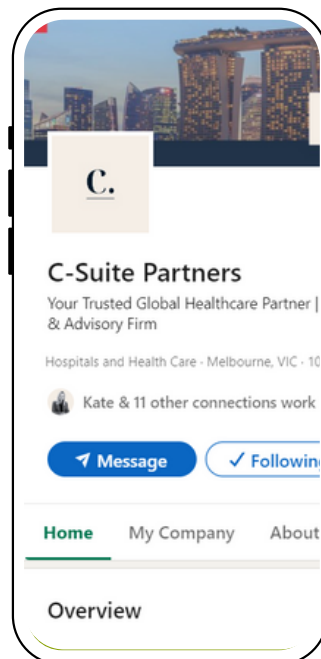 C.
C-Suite Partners
Your Trusted Global Healthcare Partner |
& Advisory Firm
Hospitals and Health Care · Melbourne, VIC · 10
Kate & 11 other connections work
Message
Following
Home My Company About
Overview